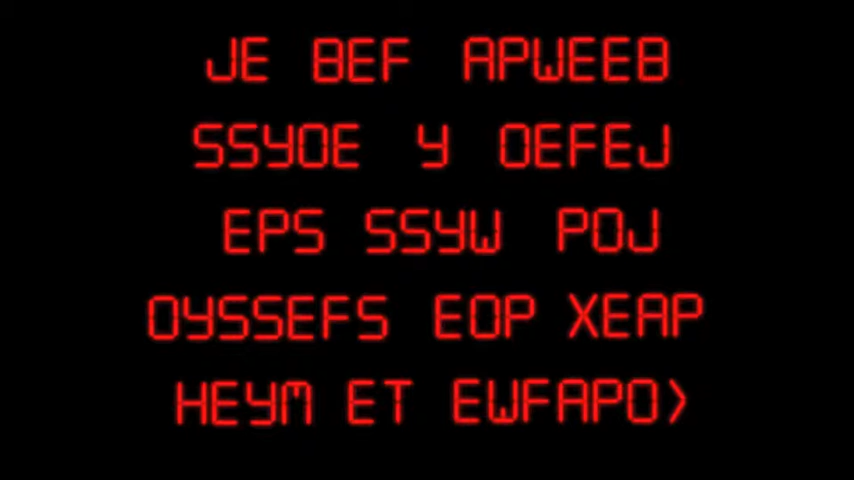 JE BEF APWEEB
SSYOE Y OEFEJ
EPS SSYW POJ
OYSSEFS EOP XEAP
HEYM ET EWFAPO>